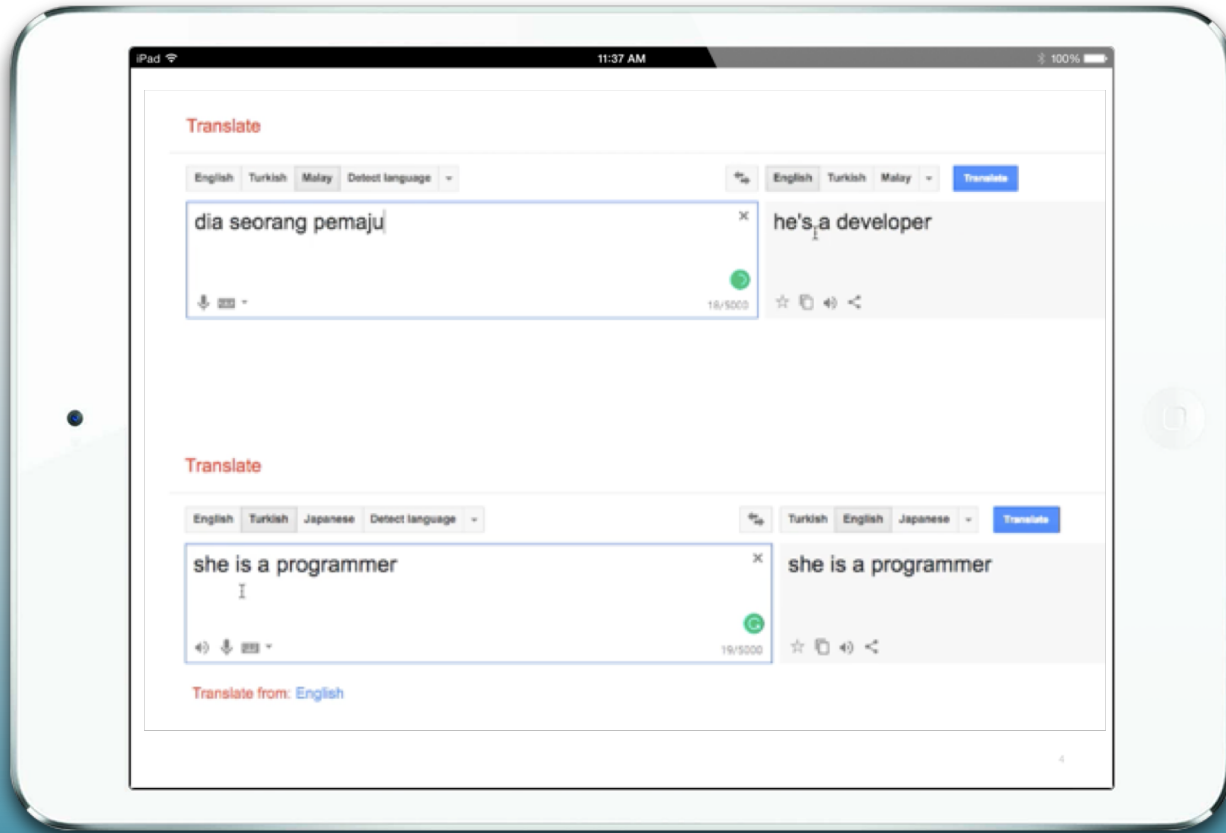 iPad
11:37 AM
100%
Translate
English Turkish Malay Detect language
English Turkish Malay
Translate
dia seorang pemaju
he's a developer
18/5000
Translate
English Turkish Japanese Detect language
Turkish English Japanese
Translate
she is a programmer
she is a programmer
19/5000
Translate from: English
4